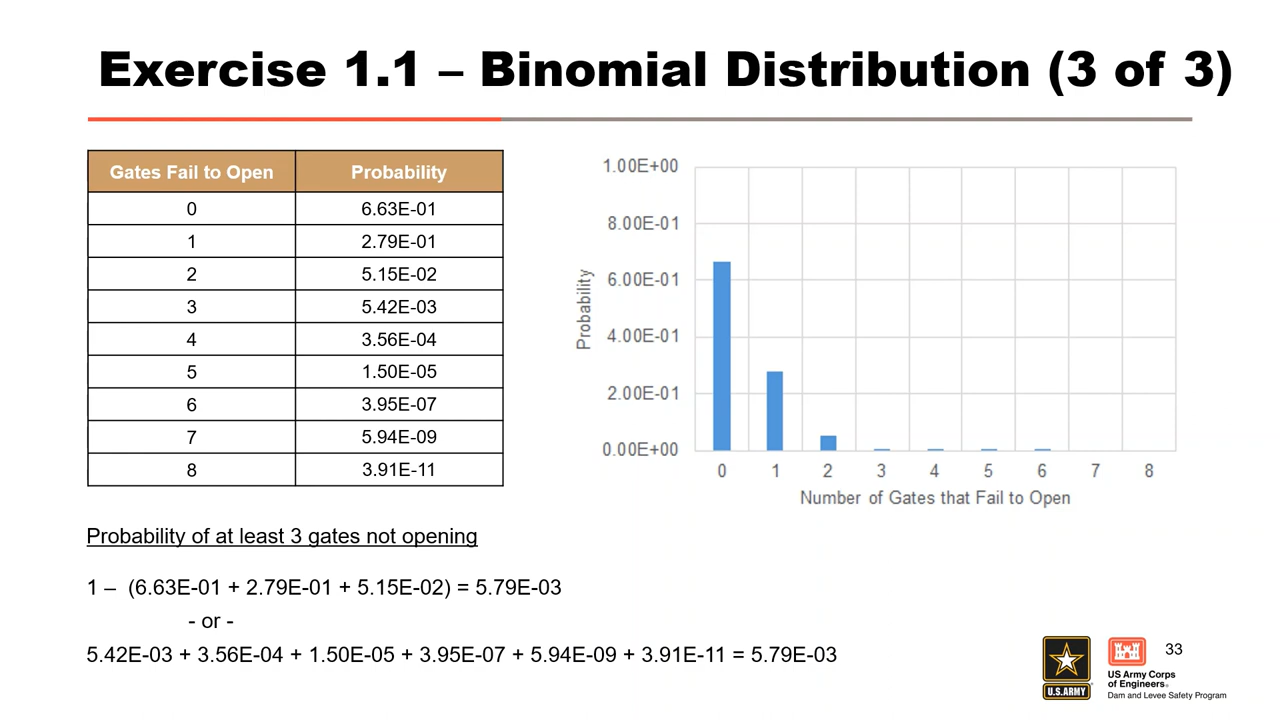 Exercise 1.1 – Binomial Distribution (3 of 3)
Gates Fail to Open Probability
0 6.63E-01
1 2.79E-01
2 5.15E-02
3 5.42E-03
4 3.56E-04
5 1.50E-05
6 3.95E-07
7 5.94E-09
8 3.91E-11
1.00E+00
8.00E-01
6.00E-01
4.00E-01
2.00E-01
0.00E+00
Probability
0 1 2 3 4 5 6 7 8
Number of Gates that Fail to Open
Probability of at least 3 gates not opening
1 – (6.63E-01 + 2.79E-01 + 5.15E-02) = 5.79E-03
- or -
5.42E-03 + 3.56E-04 + 1.50E-05 + 3.95E-07 + 5.94E-09 + 3.91E-11 = 5.79E-03
U.S.ARMY
US Army Corps
of Engineers®
Dam and Levee Safety Program
33